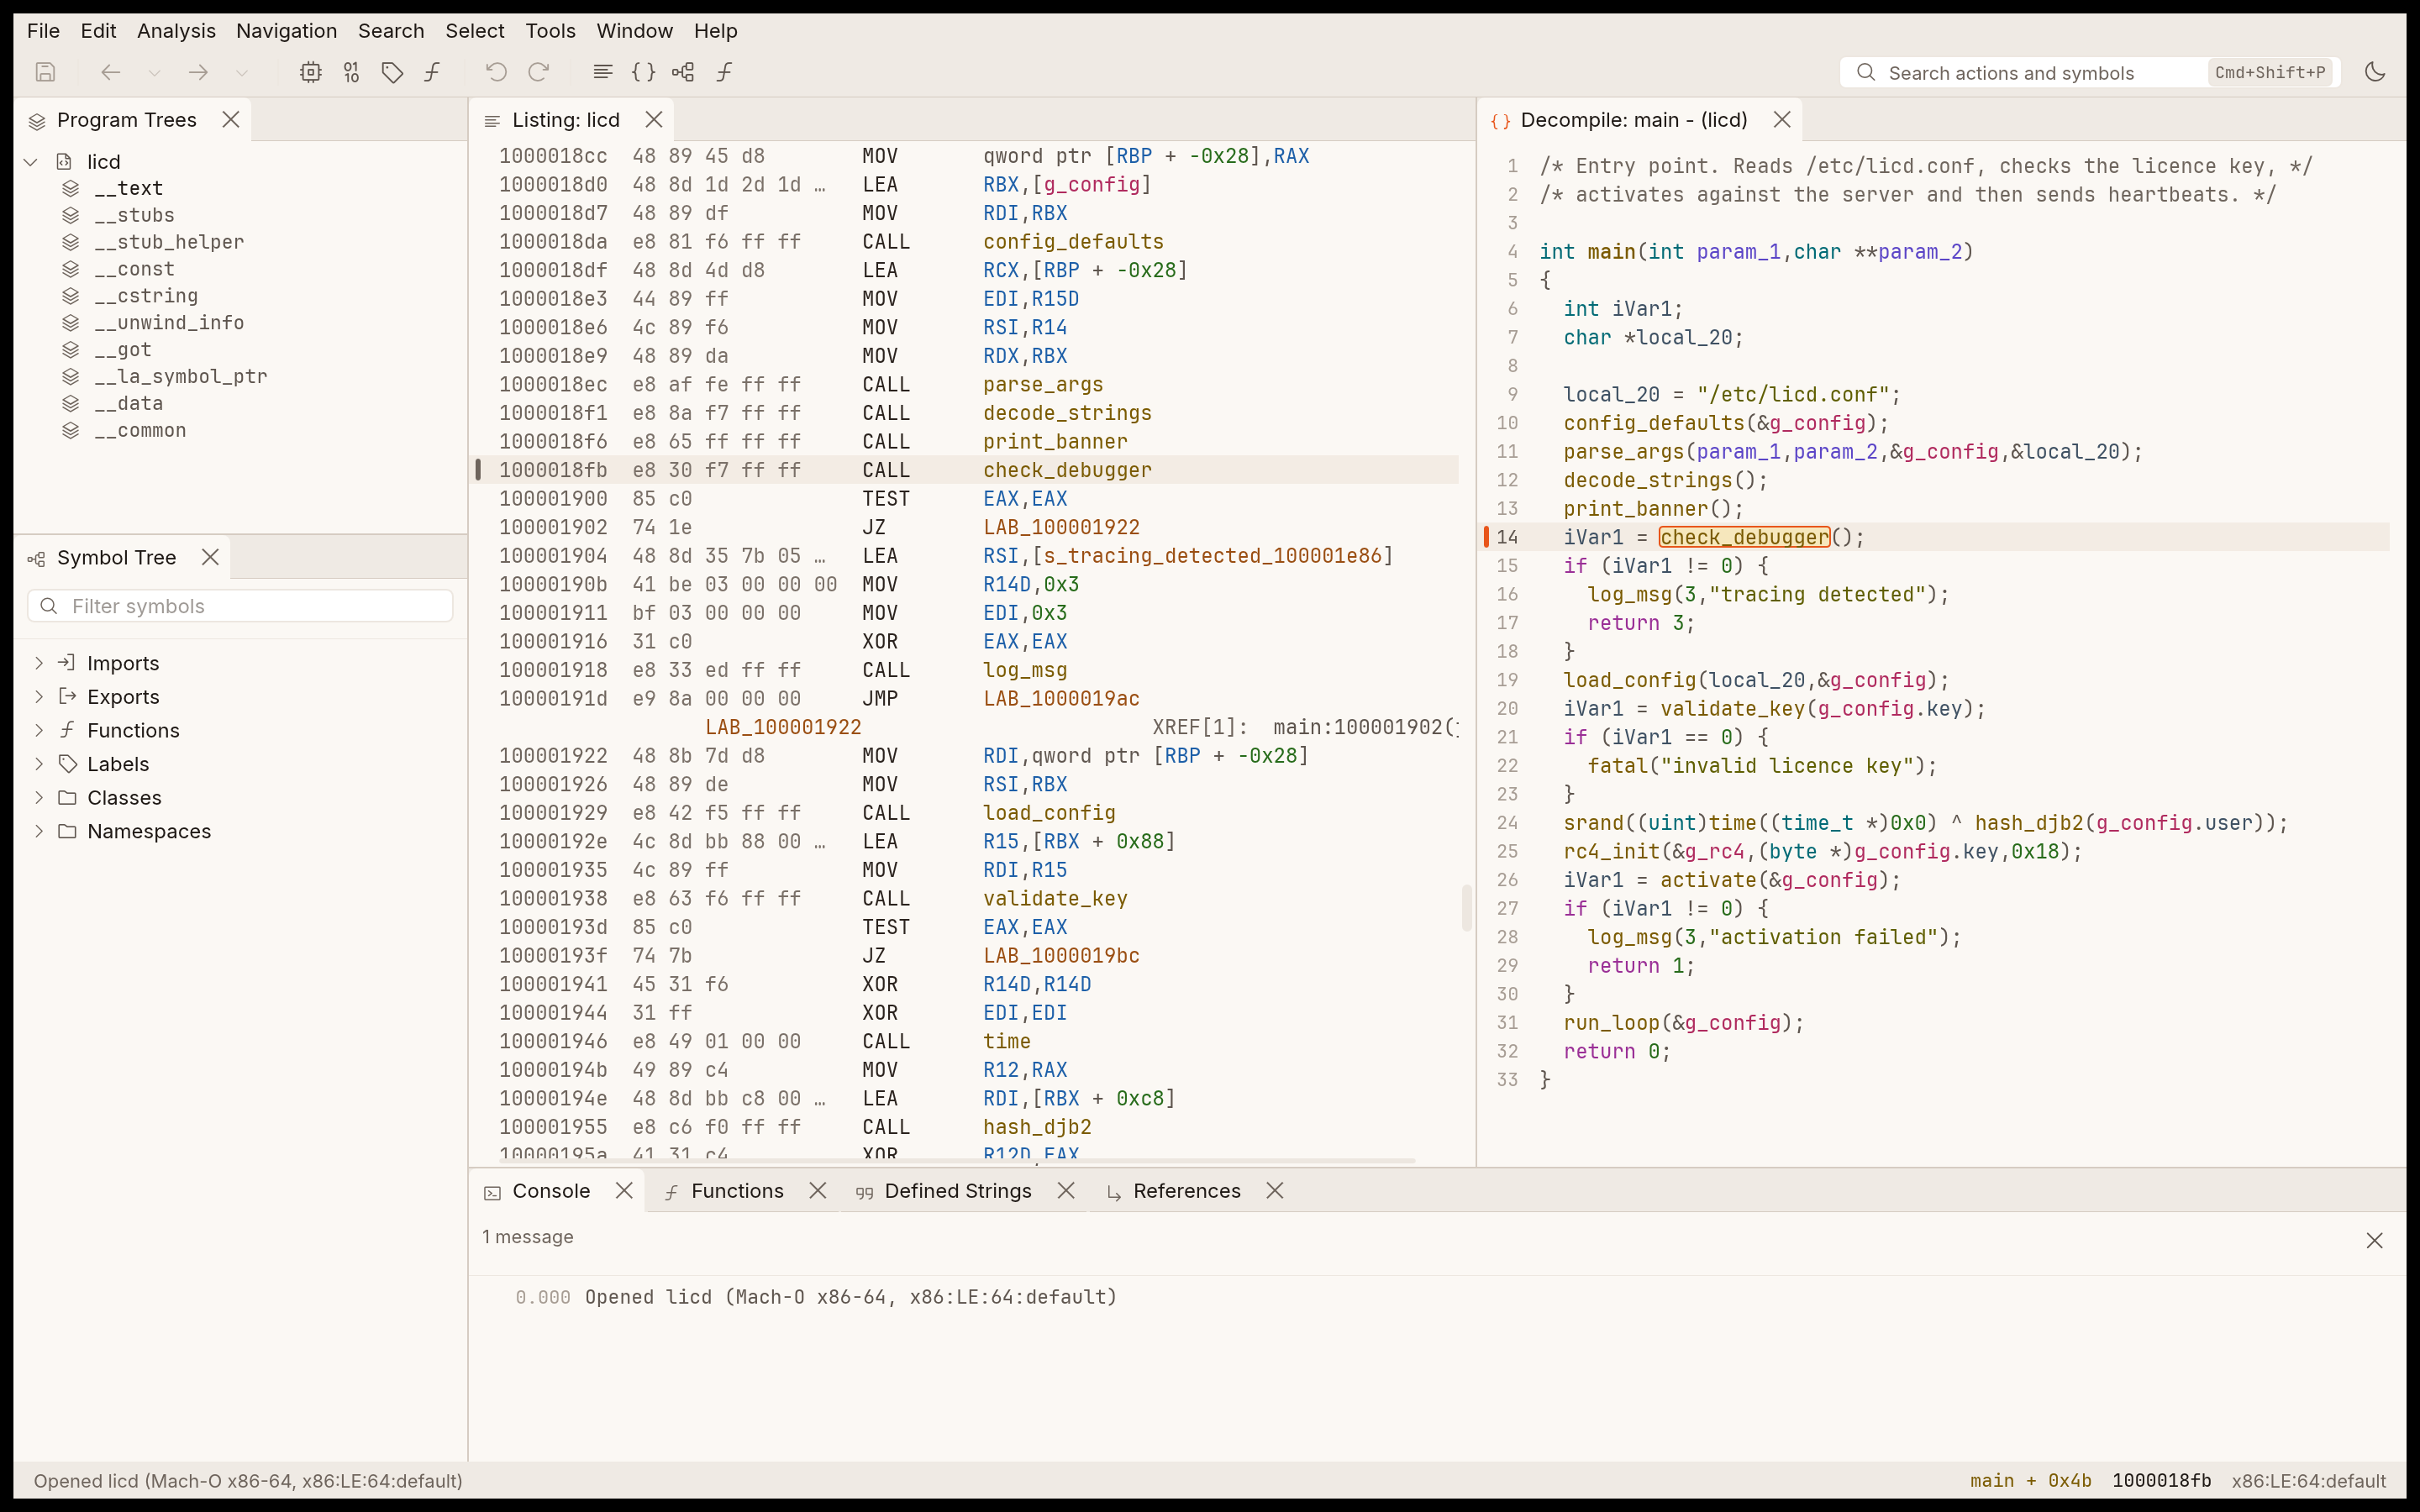 File Edit Analysis Navigation Search Select Tools Window Help
Search actions and symbols Cmd+Shift+P
Program Trees
licd
__text
__stubs
__stub_helper
__const
__cstring
__unwind_info
__got
__la_symbol_ptr
__data
__common
Symbol Tree
Filter symbols
Imports
Exports
Functions
Labels
Classes
Namespaces
Listing: licd
1000018cc 48 89 45 d8 MOV qword ptr [RBP + -0x28],RAX
1000018d0 48 8d 1d 2d 1d … LEA RBX,[g_config]
1000018d7 48 89 df MOV RDI,RBX
1000018da e8 81 f6 ff ff CALL config_defaults
1000018df 48 8d 4d d8 LEA RCX,[RBP + -0x28]
1000018e3 44 89 ff MOV EDI,R15D
1000018e6 4c 89 f6 MOV RSI,R14
1000018e9 48 89 da MOV RDX,RBX
1000018ec e8 af fe ff ff CALL parse_args
1000018f1 e8 8a f7 ff ff CALL decode_strings
1000018f6 e8 65 ff ff ff CALL print_banner
1000018fb e8 30 f7 ff ff CALL check_debugger
100001900 85 c0 TEST EAX,EAX
100001902 74 1e JZ LAB_100001922
100001904 48 8d 35 7b 05 … LEA RSI,[s_tracing_detected_100001e86]
10000190b 41 be 03 00 00 00 MOV R14D,0x3
100001911 bf 03 00 00 00 MOV EDI,0x3
100001916 31 c0 XOR EAX,EAX
100001918 e8 33 ed ff ff CALL log_msg
10000191d e9 8a 00 00 00 JMP LAB_1000019ac
LAB_100001922 XREF[1]: main:100001902(
100001922 48 8b 7d d8 MOV RDI,qword ptr [RBP + -0x28]
100001926 48 89 de MOV RSI,RBX
100001929 e8 42 f5 ff ff CALL load_config
10000192e 4c 8d bb 88 00 … LEA R15,[RBX + 0x88]
100001935 4c 89 ff MOV RDI,R15
100001938 e8 63 f6 ff ff CALL validate_key
10000193d 85 c0 TEST EAX,EAX
10000193f 74 7b JZ LAB_1000019bc
100001941 45 31 f6 XOR R14D,R14D
100001944 31 ff XOR EDI,EDI
100001946 e8 49 01 00 00 CALL time
10000194b 49 89 c4 MOV R12,RAX
10000194e 48 8d bb c8 00 … LEA RDI,[RBX + 0xc8]
100001955 e8 c6 f0 ff ff CALL hash_djb2
10000195a 41 31 c4 XOR R12D,EAX
Decompile: main - (licd)
1 /* Entry point. Reads /etc/licd.conf, checks the licence key, */
2 /* activates against the server and then sends heartbeats. */
3
4 int main(int param_1,char **param_2)
5 {
6 int iVar1;
7 char *local_20;
8
9 local_20 = "/etc/licd.conf";
10 config_defaults(&g_config);
11 parse_args(param_1,param_2,&g_config,&local_20);
12 decode_strings();
13 print_banner();
14 iVar1 = check_debugger();
15 if (iVar1 != 0) {
16 log_msg(3,"tracing detected");
17 return 3;
18 }
19 load_config(local_20,&g_config);
20 iVar1 = validate_key(g_config.key);
21 if (iVar1 == 0) {
22 fatal("invalid licence key");
23 }
24 srand((uint)time((time_t *)0x0) ^ hash_djb2(g_config.user));
25 rc4_init(&g_rc4,(byte *)g_config.key,0x18);
26 iVar1 = activate(&g_config);
27 if (iVar1 != 0) {
28 log_msg(3,"activation failed");
29 return 1;
30 }
31 run_loop(&g_config);
32 return 0;
33 }
Console Functions Defined Strings References
1 message
0.000 Opened licd (Mach-O x86-64, x86:LE:64:default)
Opened licd (Mach-O x86-64, x86:LE:64:default) main + 0x4b 1000018fb x86:LE:64:default